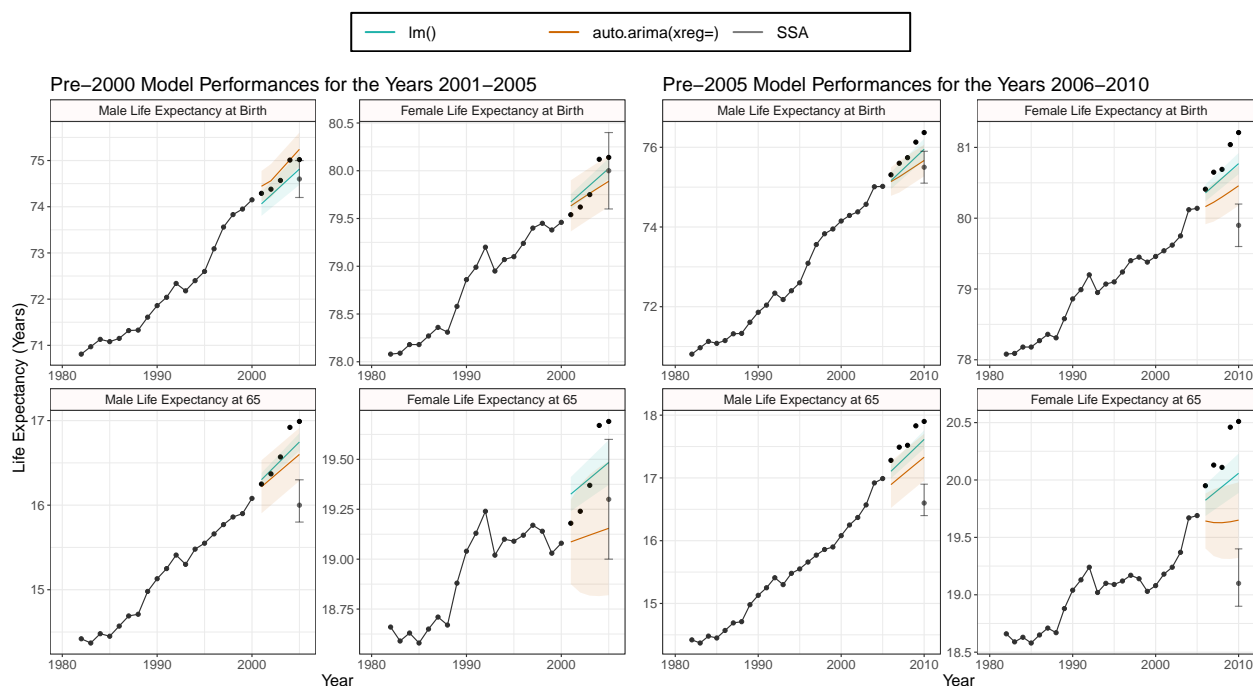 lm() auto.arima(xreg=) SSA
Pre−2000 Model Performances for the Years 2001−2005
Pre−2005 Model Performances for the Years 2006−2010
Life Expectancy (Years)
Male Life Expectancy at Birth
75
74
73
72
71
1980 1990 2000
Female Life Expectancy at Birth
80.5
80.0
79.5
79.0
78.5
78.0
1980 1990 2000
Male Life Expectancy at Birth
76
74
72
1980 1990 2000 2010
Female Life Expectancy at Birth
81
80
79
78
1980 1990 2000 2010
Male Life Expectancy at 65
17
16
15
1980 1990 2000
Female Life Expectancy at 65
19.50
19.25
19.00
18.75
1980 1990 2000
Male Life Expectancy at 65
18
17
16
15
1980 1990 2000 2010
Female Life Expectancy at 65
20.5
20.0
19.5
19.0
18.5
1980 1990 2000 2010
Year
Year